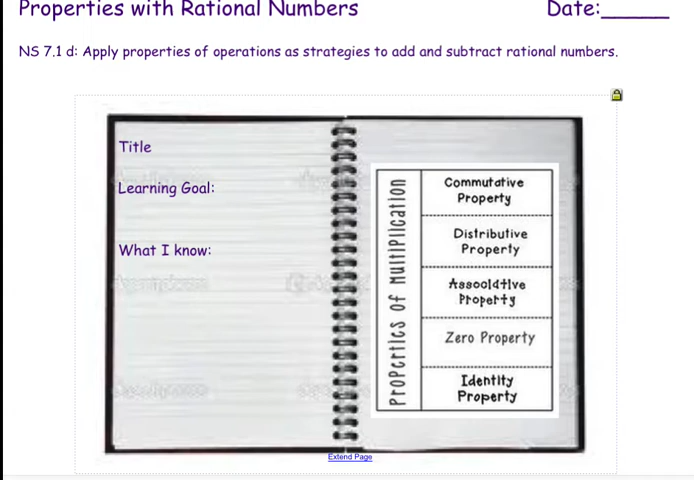 Properties with Rational Numbers
Date:______
NS 7.1 d: Apply properties of operations as strategies to add and subtract rational numbers.
Title
Learning Goal:
What I know:
Properties of Multiplication
Commutative
Property
Distributive
Property
Associative
Property
Zero Property
Identity
Property
Extend Page